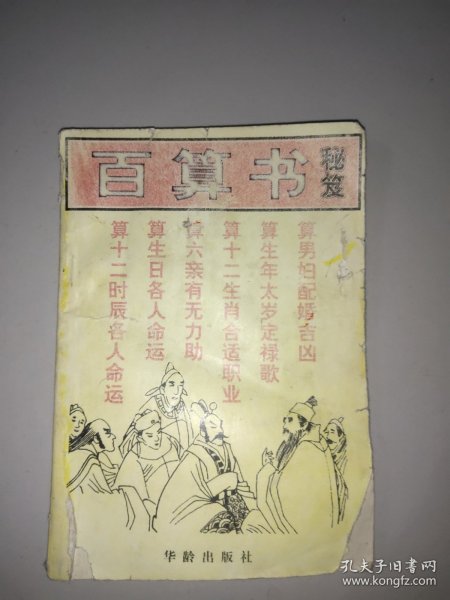 百算书
秘笈
算男妇配婚吉凶
算生年太岁定禄歌
算十二生肖合适职业
算六亲有无力助
算生日各人命运
算十二时辰各人命运
华龄出版社
孔夫子旧书网
www.kongfz.com